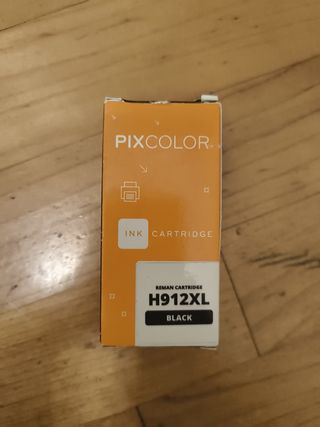 PIXCOLOR
INK CARTRIDGE
REMAN CARTRIDGE
H912XL
BLACK